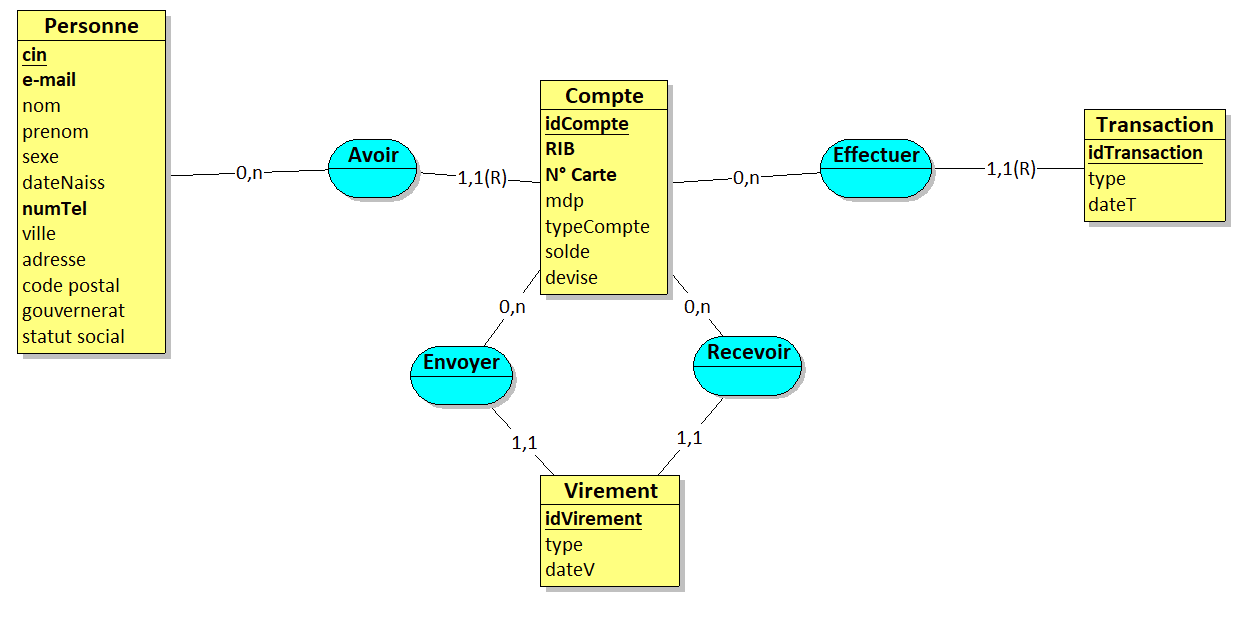 Personne
cin
e-mail
nom
prenom
sexe
dateNaiss
numTel
ville
adresse
code postal
gouvernerat
statut social
0,n
Avoir
1,1(R)
Compte
idCompte
RIB
N° Carte
mdp
typeCompte
solde
devise
0,n
Effectuer
1,1(R)
Transaction
idTransaction
type
dateT
0,n
0,n
Envoyer
Recevoir
1,1
1,1
Virement
idVirement
type
dateV